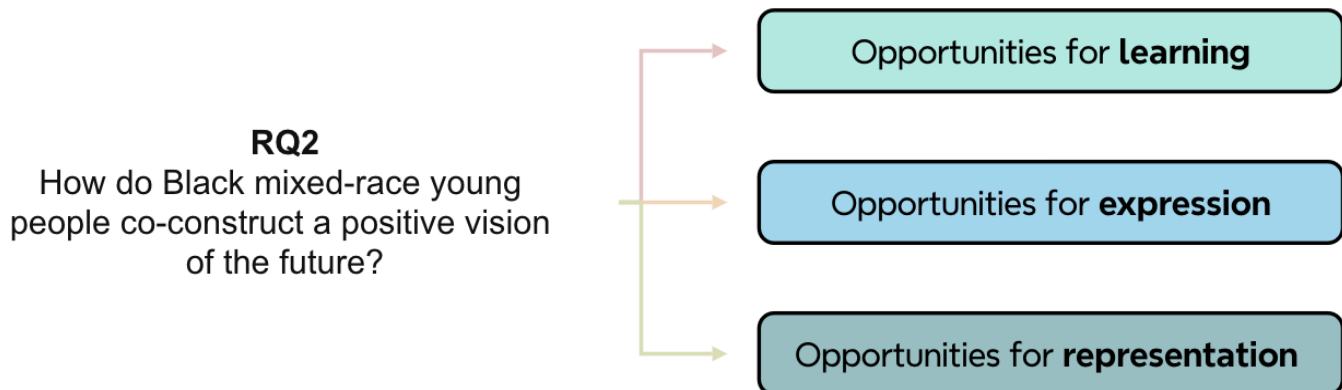 RQ2
How do Black mixed-race young
people co-construct a positive vision
of the future?
Opportunities for learning
Opportunities for expression
Opportunities for representation